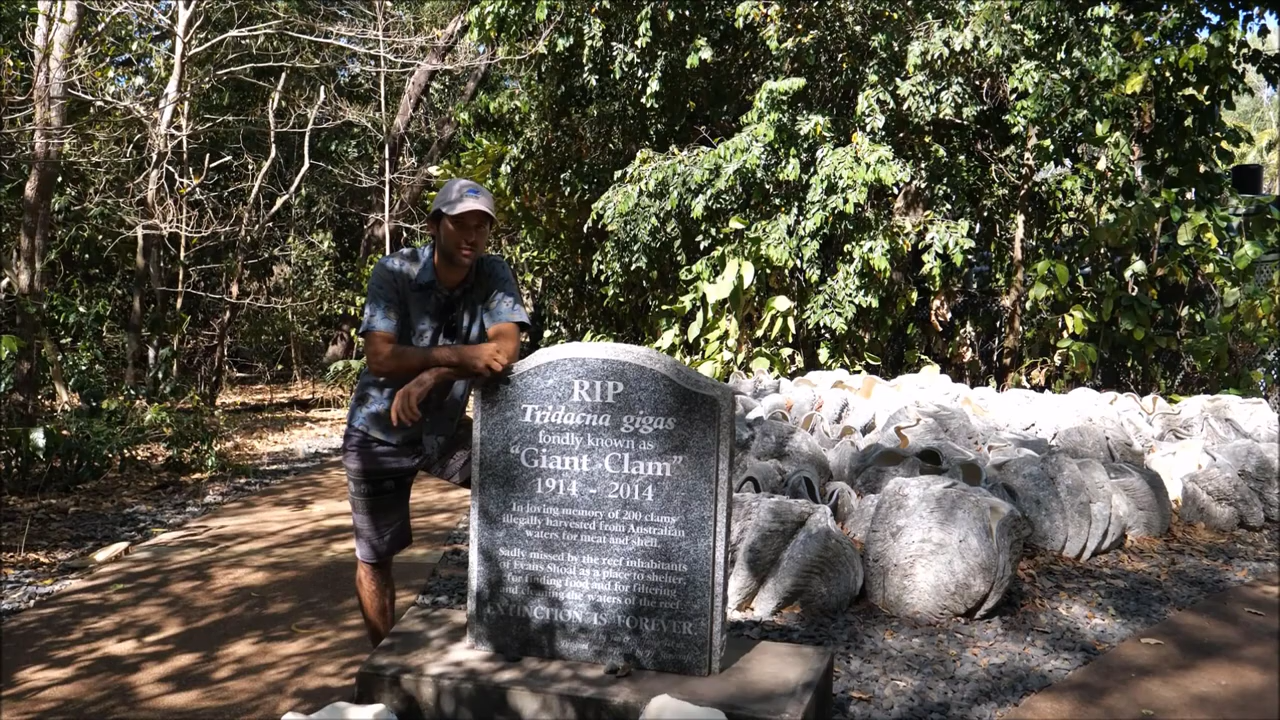 RIP
Tridacna gigas
fondly known as
"Giant Clam"
1914 - 2014
In loving memory of 200 clams
illegally harvested from Australian
waters for meat and shell.
Sadly missed by the reef inhabitants
of Evans Shoal as a place to shelter,
for finding food and for filtering
and cleaning the waters of the reef.
EXTINCTION IS FOREVER.